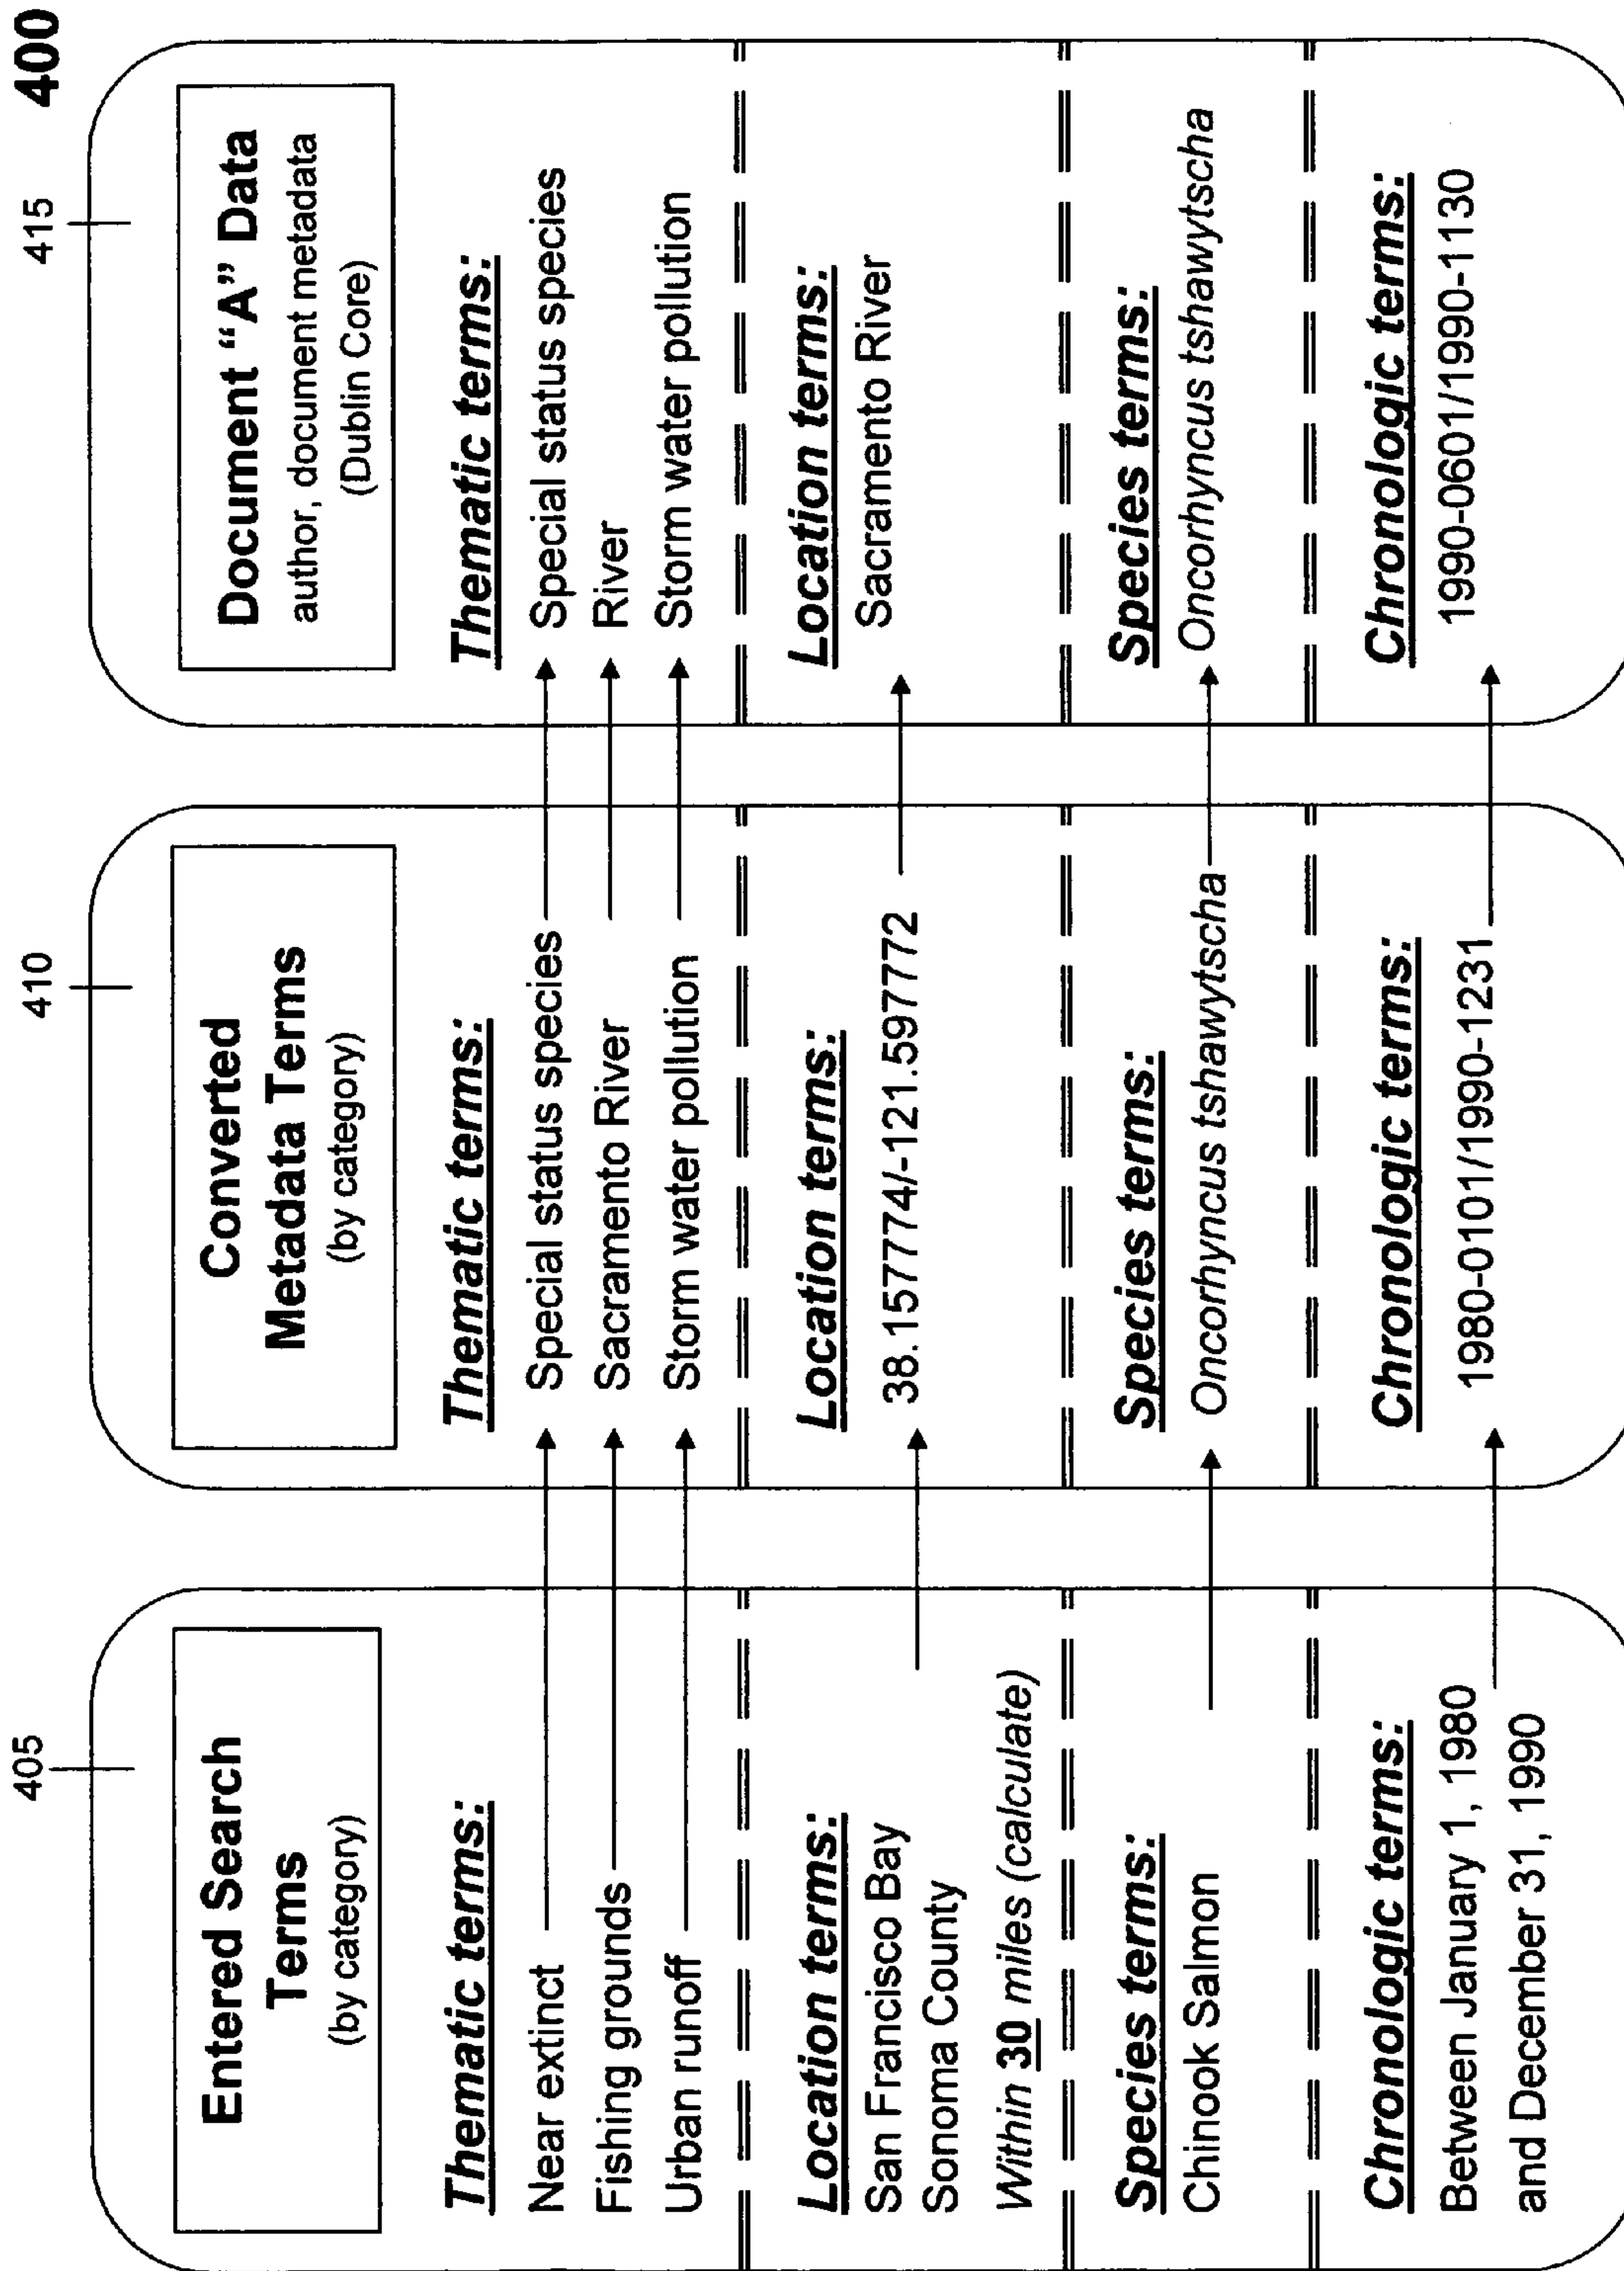 400
405
Entered Search
Terms
(by category)
Thematic terms:
Near extinct
Fishing grounds
Urban runoff
Location terms:
San Francisco Bay
Sonoma County
Within 30 miles (calculate)
Species terms:
Chinook Salmon
Chronologic terms:
Between January 1, 1980
and December 31, 1990
410
Converted
Metadata Terms
(by category)
Thematic terms:
Special status species
Sacramento River
Storm water pollution
Location terms:
38.157774/-121.597772
Species terms:
Oncorhyncus tshawytscha
Chronologic terms:
1980-0101/1990-1231
415
Document “A” Data
author, document metadata
(Dublin Core)
Thematic terms:
Special status species
River
Storm water pollution
Location terms:
Sacramento River
Species terms:
Oncorhyncus tshawytscha
Chronologic terms:
1990-0601/1990-1130